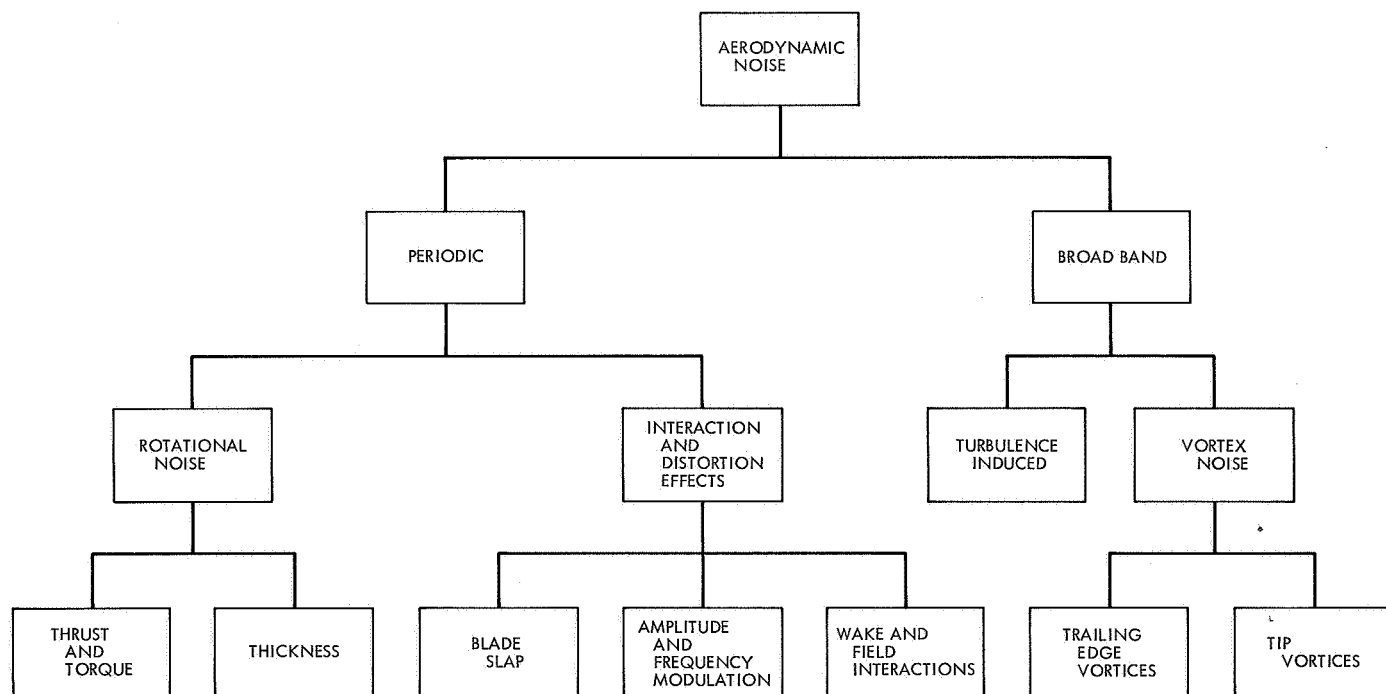 AERODYNAMIC
NOISE
PERIODIC
BROAD BAND
ROTATIONAL
NOISE
INTERACTION
AND
DISTORTION
EFFECTS
TURBULENCE
INDUCED
VORTEX
NOISE
THRUST
AND
TORQUE
THICKNESS
BLADE
SLAP
AMPLITUDE
AND
FREQUENCY
MODULATION
WAKE AND
FIELD
INTERACTIONS
TRAILING
EDGE
VORTICES
TIP
VORTICES